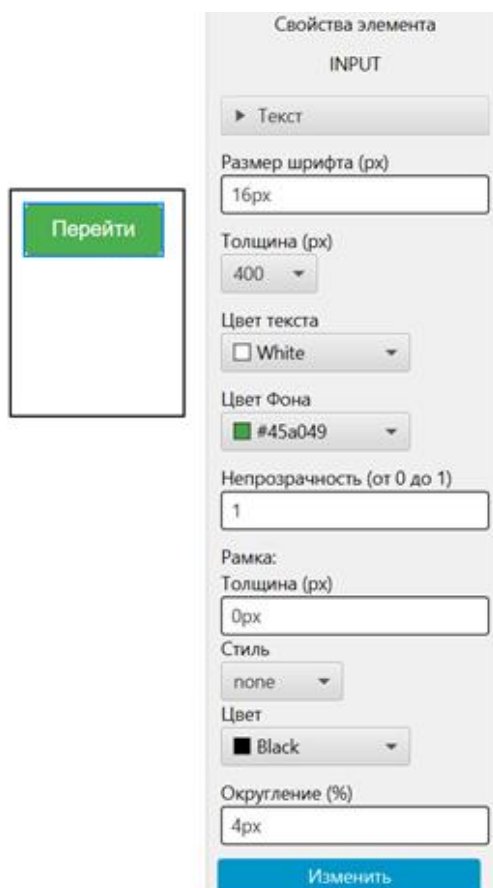 Свойства элемента
INPUT
Текст
Размер шрифта (px)
16px
Перейти
Толщина (px)
400
Цвет текста
White
Цвет Фона
#45a049
Непрозрачность (от 0 до 1)
1
Рамка:
Толщина (px)
0px
Стиль
none
Цвет
Black
Округление (%)
4px
Изменить